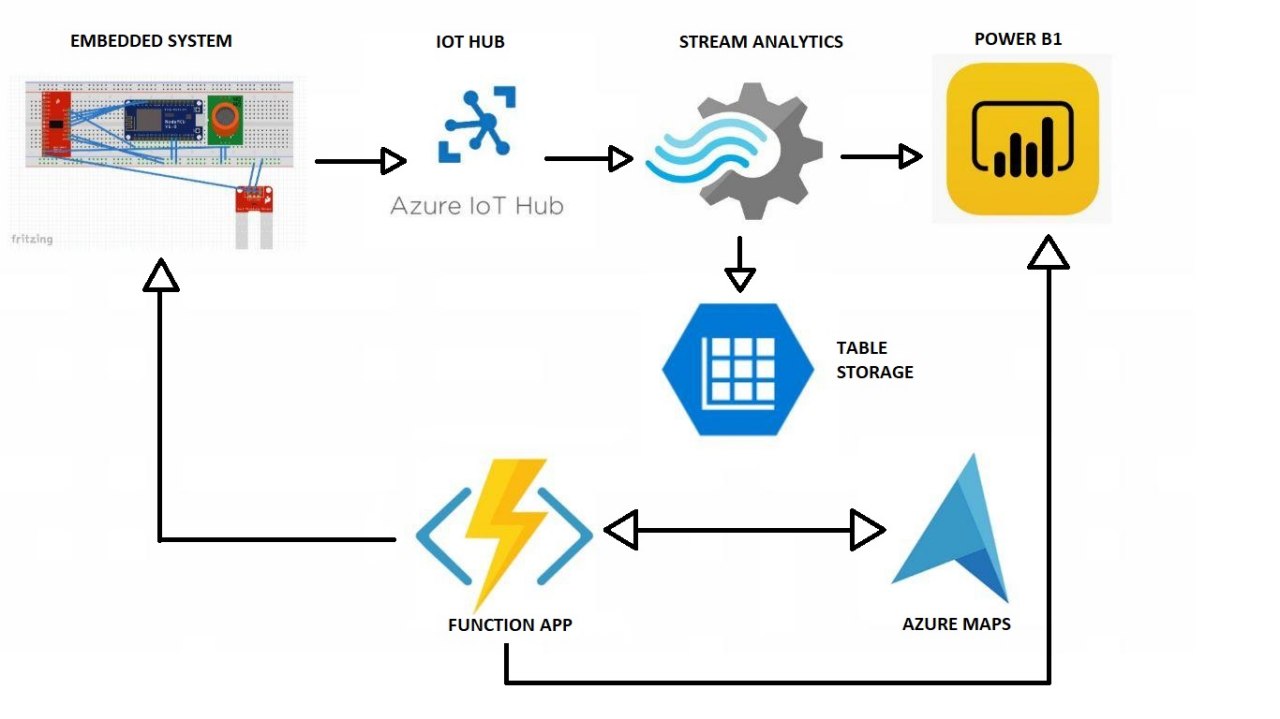 EMBEDDED SYSTEM
IOT HUB
STREAM ANALYTICS
POWER B1
Azure IoT Hub
fritzing
TABLE
STORAGE
FUNCTION APP
AZURE MAPS